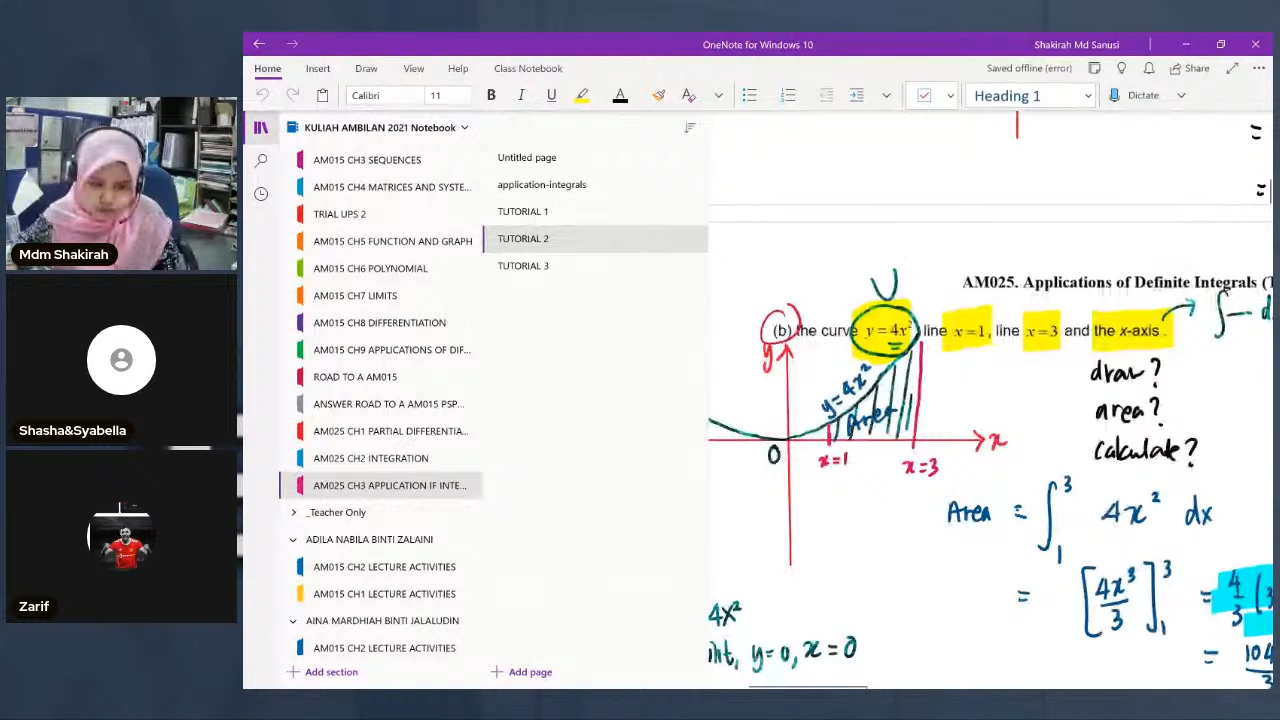 OneNote for Windows 10
Shakirah Md Sanusi
Home Insert Draw View Help Class Notebook
Saved offline (error)
Share
Calibri 11 B I U A
Heading 1
Dictate
KULIAH AMBILAN 2021 Notebook
AM015 CH3 SEQUENCES
AM015 CH4 MATRICES AND SYSTE...
TRIAL UPS 2
AM015 CH5 FUNCTION AND GRAPH
AM015 CH6 POLYNOMIAL
AM015 CH7 LIMITS
AM015 CH8 DIFFERENTIATION
AM015 CH9 APPLICATIONS OF DIF...
ROAD TO A AM015
ANSWER ROAD TO A AM015 PSP...
AM025 CH1 PARTIAL DIFFERENTIA...
AM025 CH2 INTEGRATION
AM025 CH3 APPLICATION IF INTE...
_Teacher Only
ADILA NABILA BINTI ZALAINI
AM015 CH2 LECTURE ACTIVITIES
AM015 CH1 LECTURE ACTIVITIES
AINA MARDHIAH BINTI JALALUDIN
AM015 CH2 LECTURE ACTIVITIES
Add section
Untitled page
application-integrals
TUTORIAL 1
TUTORIAL 2
TUTORIAL 3
Add page
Mdm Shakirah
Shasha&Syabella
Zarif
=
=
AM025. Applications of Definite Integrals (T
(b) the curve y = 4x², line x = 1, line x = 3 and the x-axis .
∫ — d
y
y = 4x²
Area
0
x = 1
x = 3
x
draw?
area?
calculate?
Area = ∫₁³ 4x² dx
= [4x³/3]₁³ = 4/3 (3
= 104/3
4x²
int, y = 0, x = 0